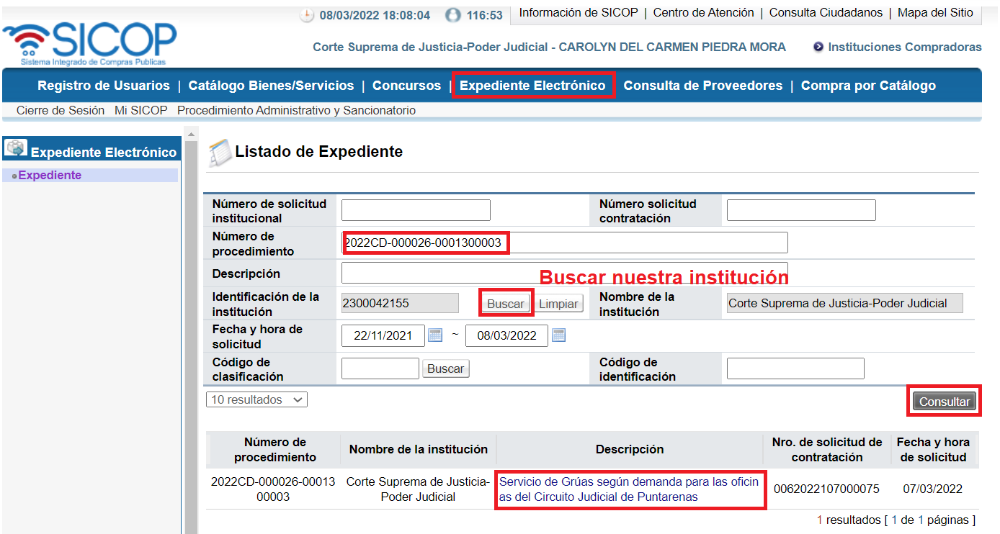 08/03/2022 18:08:04 116:53 Información de SICOP | Centro de Atención | Consulta Ciudadanos | Mapa del Sitio
SICOP
Sistema Integrado de Compras Publicas
Corte Suprema de Justicia-Poder Judicial - CAROLYN DEL CARMEN PIEDRA MORA Instituciones Compradoras
Registro de Usuarios | Catálogo Bienes/Servicios | Concursos | Expediente Electrónico Consulta de Proveedores | Compra por Catálogo
Cierre de Sesión Mi SICOP Procedimiento Administrativo y Sancionatorio
Expediente Electrónico
Expediente
Listado de Expediente
Número de solicitud
institucional
Número solicitud
contratación
Número de
procedimiento
2022CD-000026-0001300003
Descripción
Buscar nuestra institución
Identificación de la
institución
2300042155 Buscar Limpiar
Nombre de la
institución
Corte Suprema de Justicia-Poder Judicial
Fecha y hora de
solicitud
22/11/2021 ~ 08/03/2022
Código de
clasificación
Buscar
Código de
identificación
10 resultados Consultar
Número de
procedimiento
Nombre de la institución
Descripción
Nro. de solicitud de
contratación
Fecha y hora
de solicitud
2022CD-000026-00013
00003
Corte Suprema de Justicia-
Poder Judicial
Servicio de Grúas según demanda para las oficin
as del Circuito Judicial de Puntarenas
0062022107000075
07/03/2022
1 resultados [ 1 de 1 páginas ]